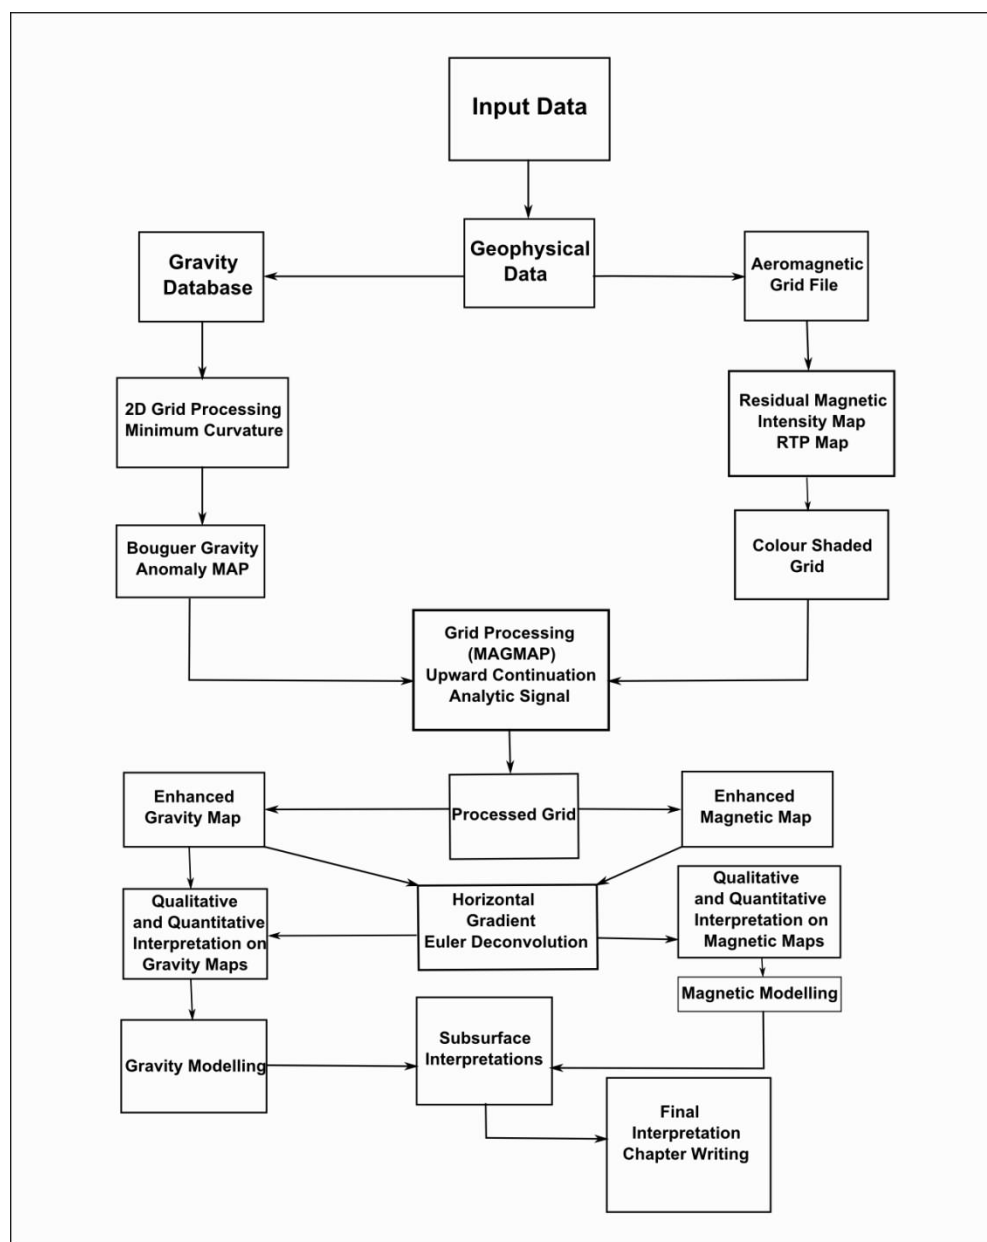 Input Data
Geophysical
Data
Gravity
Database
Aeromagnetic
Grid File
2D Grid Processing
Minimum Curvature
Residual Magnetic
Intensity Map
RTP Map
Bouguer Gravity
Anomaly MAP
Colour Shaded
Grid
Grid Processing
(MAGMAP)
Upward Continuation
Analytic Signal
Enhanced
Gravity Map
Processed Grid
Enhanced
Magnetic Map
Qualitative
and Quantitative
Interpretation on
Gravity Maps
Horizontal
Gradient
Euler Deconvolution
Qualitative
and Quantitative
Interpretation on
Magnetic Maps
Magnetic Modelling
Gravity Modelling
Subsurface
Interpretations
Final
Interpretation
Chapter Writing